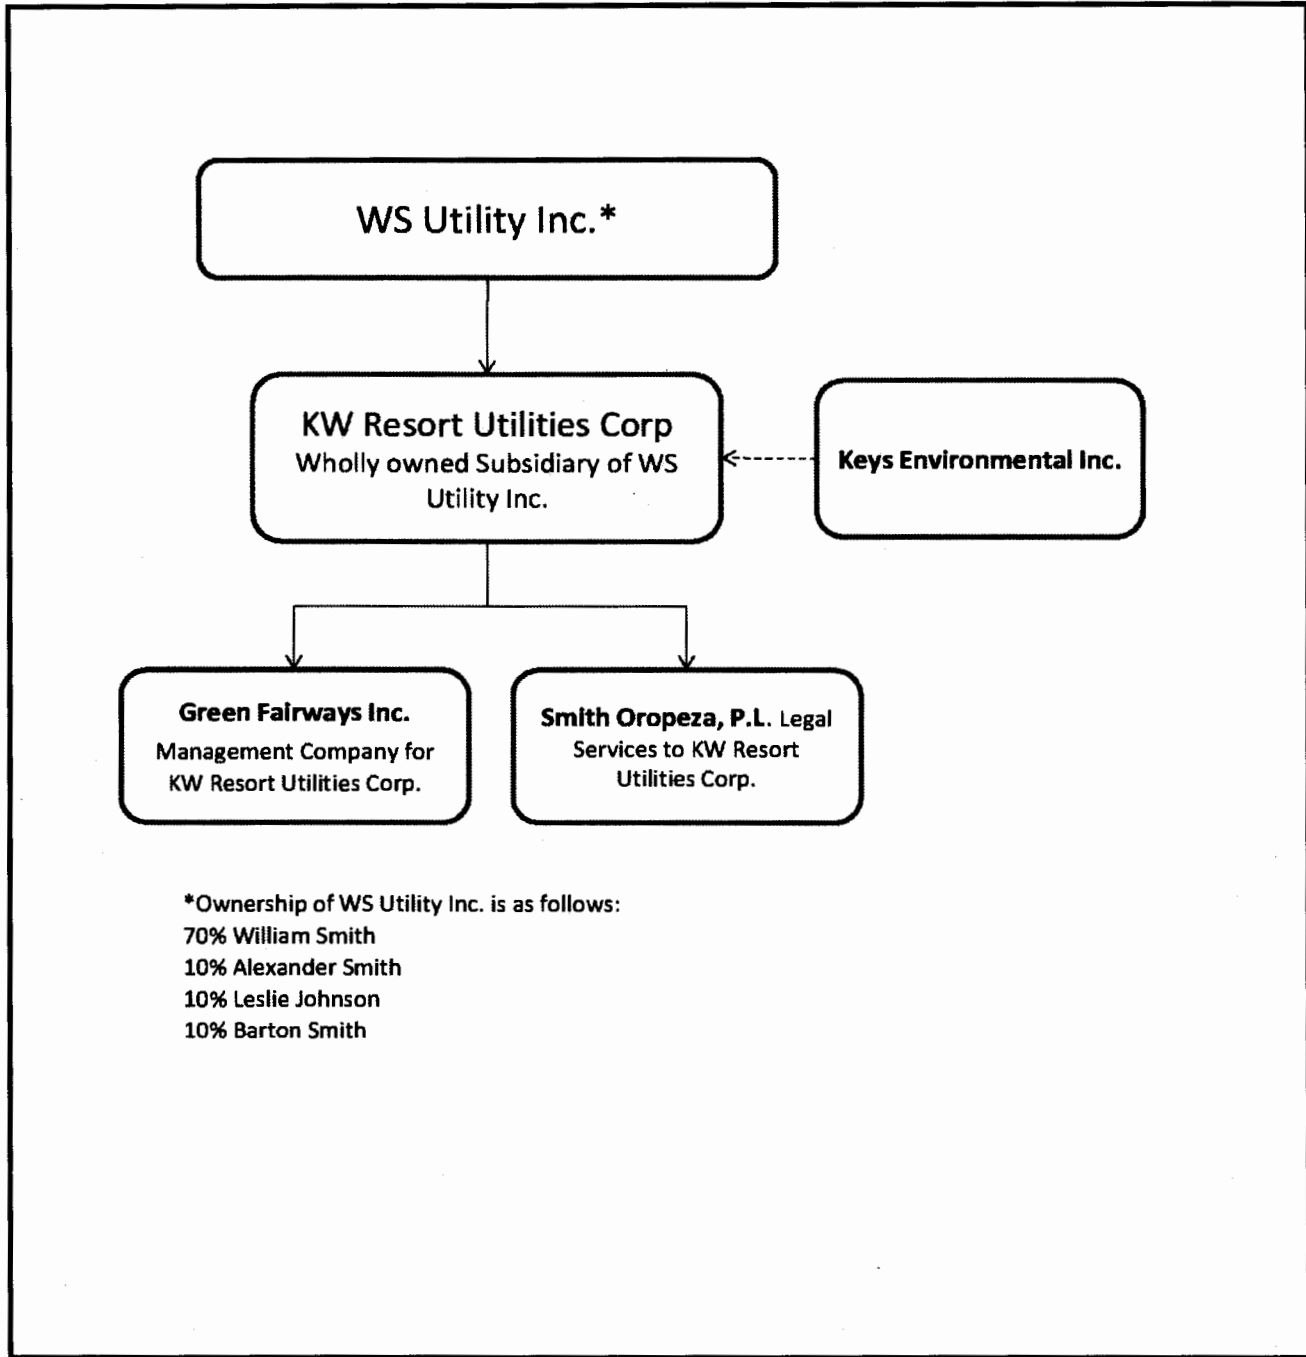 WS Utility Inc.*
KW Resort Utilities Corp
Wholly owned Subsidiary of WS
Utility Inc.
Keys Environmental Inc.
Green Fairways Inc.
Management Company for
KW Resort Utilities Corp.
Smith Oropeza, P.L. Legal
Services to KW Resort
Utilities Corp.
*Ownership of WS Utility Inc. is as follows:
70% William Smith
10% Alexander Smith
10% Leslie Johnson
10% Barton Smith